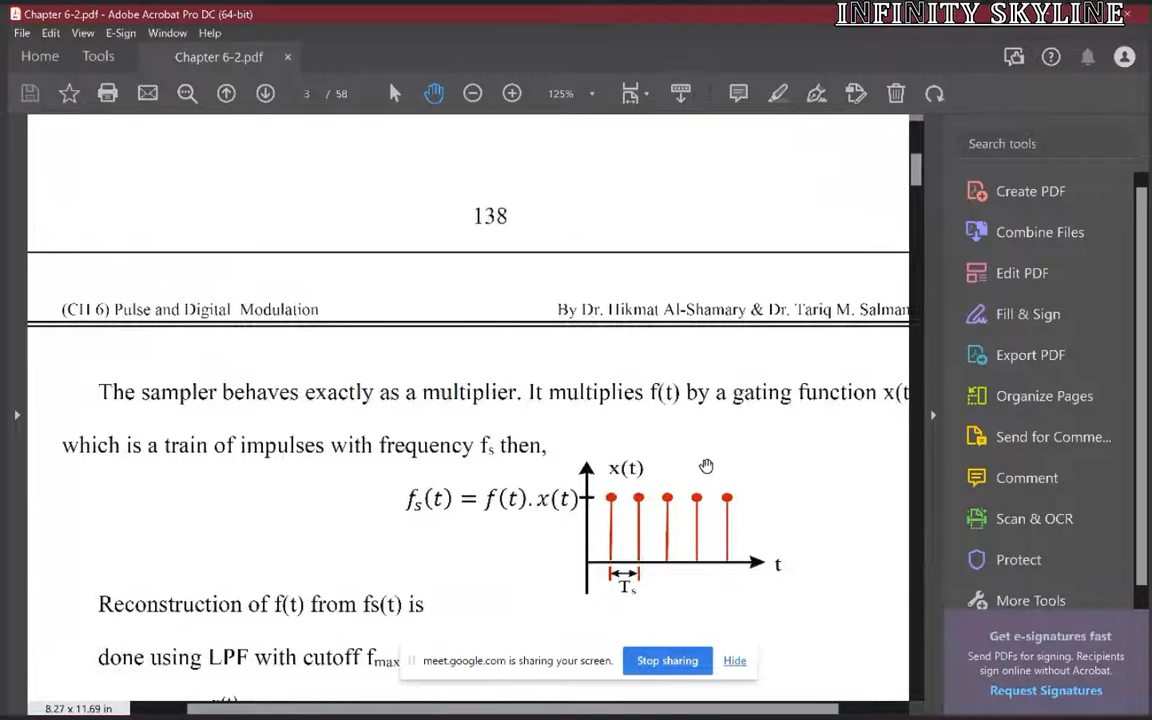 Chapter 6-2.pdf - Adobe Acrobat Pro DC (64-bit)
INFINITY SKYLINE
File Edit View E-Sign Window Help
Home Tools Chapter 6-2.pdf ×
3 / 58 125%
138
(CH 6) Pulse and Digital Modulation By Dr. Hikmat Al-Shamary & Dr. Tariq M. Salman
The sampler behaves exactly as a multiplier. It multiplies f(t) by a gating function x(t
which is a train of impulses with frequency fₛ then,
x(t)
fₛ(t) = f(t).x(t)
t
Tₛ
Reconstruction of f(t) from fs(t) is
done using LPF with cutoff fₘₐₓ
meet.google.com is sharing your screen. Stop sharing Hide
8.27 x 11.69 in
Search tools
Create PDF
Combine Files
Edit PDF
Fill & Sign
Export PDF
Organize Pages
Send for Comme...
Comment
Scan & OCR
Protect
More Tools
Get e-signatures fast
Send PDFs for signing. Recipients
sign online without Acrobat.
Request Signatures